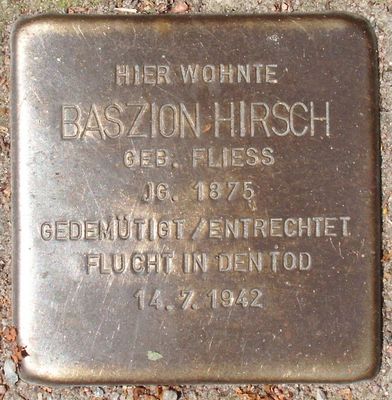 HIER WOHNTE
BASZION HIRSCH
GEB. FLIESS
JG. 1875
GEDEMÜTIGT/ENTRECHTET
FLUCHT IN DEN TOD
14.7.1942